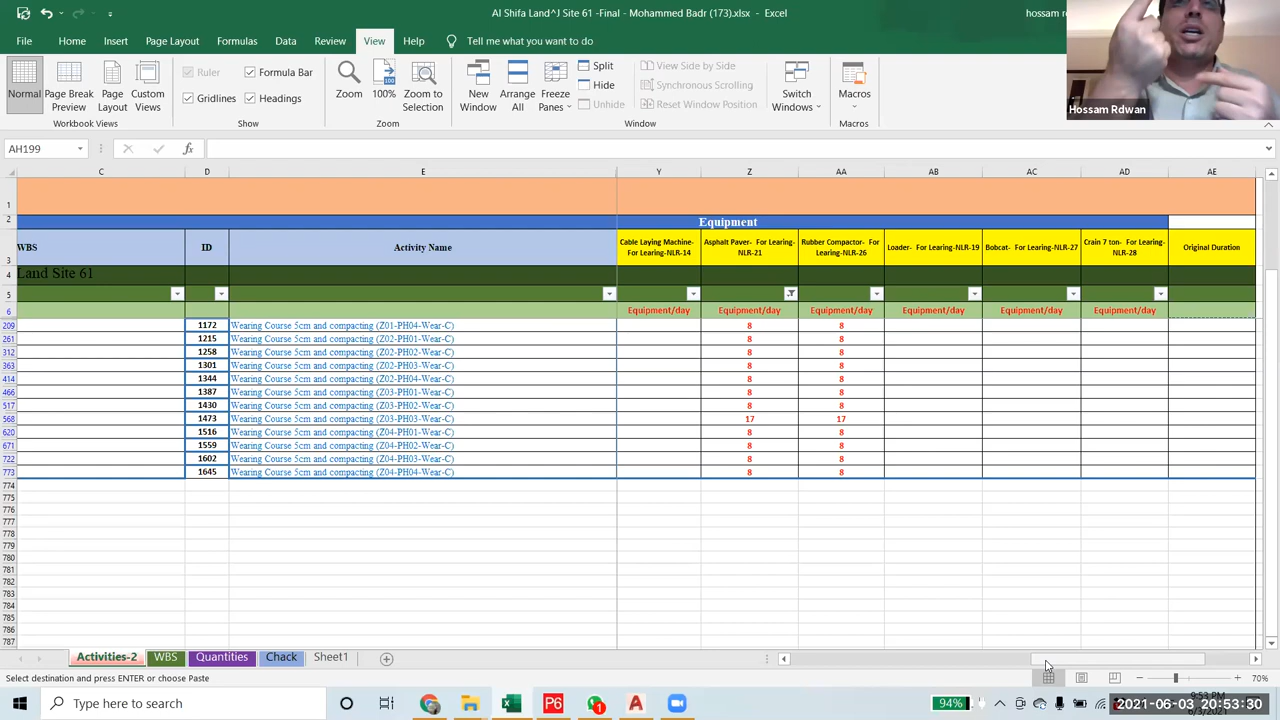 Al Shifa Land^J Site 61 -Final - Mohammed Badr (173).xlsx - Excel
hossam r
File Home Insert Page Layout Formulas Data Review View Help Tell me what you want to do
Normal
Page Break Preview
Page Layout
Custom Views
Workbook Views
Ruler
Formula Bar
Gridlines
Headings
Show
Zoom
100%
Zoom to Selection
Zoom
New Window
Arrange All
Freeze Panes
Split
Hide
Unhide
View Side by Side
Synchronous Scrolling
Reset Window Position
Window
Switch Windows
Macros
Macros
Hossam Rdwan
AH199
fx
C D E Y Z AA AB AC AD AE
1
2 Equipment
3 WBS ID Activity Name Cable Laying Machine- For Learing-NLR-14 Asphalt Paver- For Learing-NLR-21 Rubber Compactor- For Learing-NLR-26 Loader- For Learing-NLR-19 Bobcat- For Learing-NLR-27 Crain 7 ton- For Learing-NLR-28 Original Duration
4 Land Site 61
5
6 Equipment/day Equipment/day Equipment/day Equipment/day Equipment/day Equipment/day
209 1172 Wearing Course 5cm and compacting (Z01-PH04-Wear-C) 8 8
261 1215 Wearing Course 5cm and compacting (Z02-PH01-Wear-C) 8 8
312 1258 Wearing Course 5cm and compacting (Z02-PH02-Wear-C) 8 8
363 1301 Wearing Course 5cm and compacting (Z02-PH03-Wear-C) 8 8
414 1344 Wearing Course 5cm and compacting (Z02-PH04-Wear-C) 8 8
466 1387 Wearing Course 5cm and compacting (Z03-PH01-Wear-C) 8 8
517 1430 Wearing Course 5cm and compacting (Z03-PH02-Wear-C) 8 8
568 1473 Wearing Course 5cm and compacting (Z03-PH03-Wear-C) 17 17
620 1516 Wearing Course 5cm and compacting (Z04-PH01-Wear-C) 8 8
671 1559 Wearing Course 5cm and compacting (Z04-PH02-Wear-C) 8 8
722 1602 Wearing Course 5cm and compacting (Z04-PH03-Wear-C) 8 8
773 1645 Wearing Course 5cm and compacting (Z04-PH04-Wear-C) 8 8
774
775
776
777
778
779
780
781
782
783
784
785
786
787
Activities-2 WBS Quantities Chack Sheet1
Select destination and press ENTER or choose Paste
70%
Type here to search
P6
94%
9:53 PM
2021-06-03 20:53:30